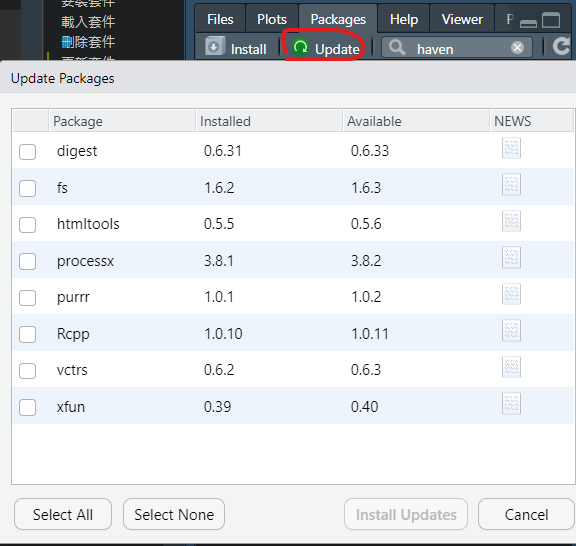 安裝套件
載入套件
刪除套件
更新套件
Files Plots Packages Help Viewer P
Install Update haven
Update Packages
Package Installed Available NEWS
digest 0.6.31 0.6.33
fs 1.6.2 1.6.3
htmltools 0.5.5 0.5.6
processx 3.8.1 3.8.2
purrr 1.0.1 1.0.2
Rcpp 1.0.10 1.0.11
vctrs 0.6.2 0.6.3
xfun 0.39 0.40
Select All Select None Install Updates Cancel